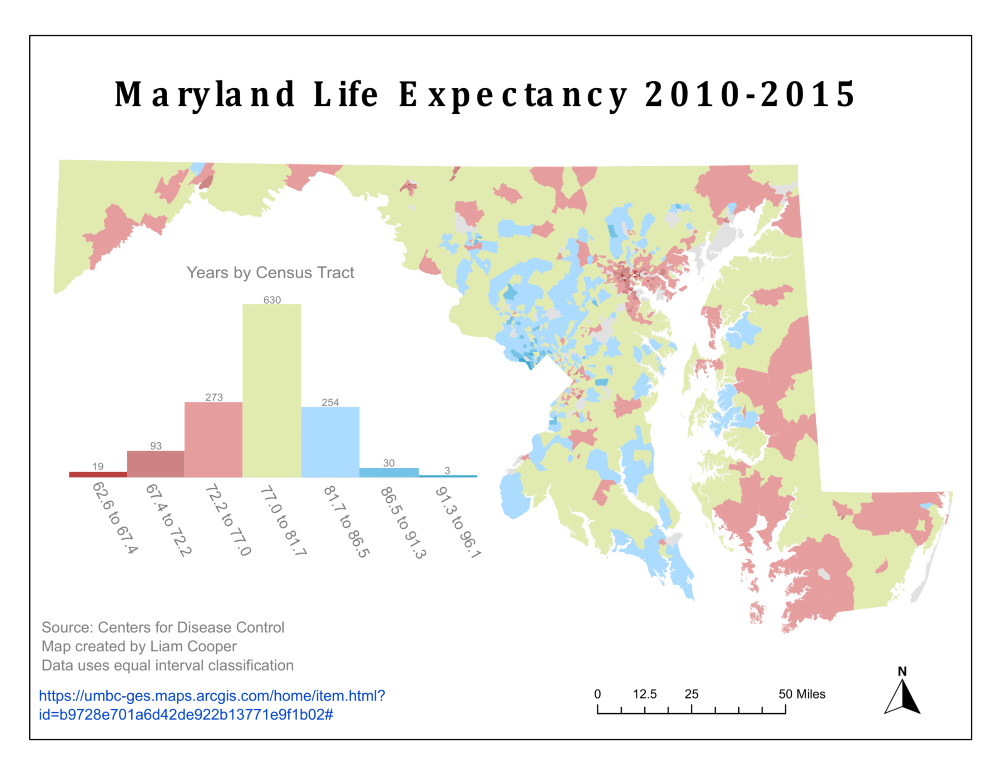 Maryland Life Expectancy 2010-2015
Years by Census Tract
630
273
254
93
30
19
3
62.6 to 67.4
67.4 to 72.2
72.2 to 77.0
77.0 to 81.7
81.7 to 86.5
86.5 to 91.3
91.3 to 96.1
Source: Centers for Disease Control
Map created by Liam Cooper
Data uses equal interval classification
https://umbc-ges.maps.arcgis.com/home/item.html?
id=b9728e701a6d42de922b13771e9f1b02#
0 12.5 25 50 Miles
N